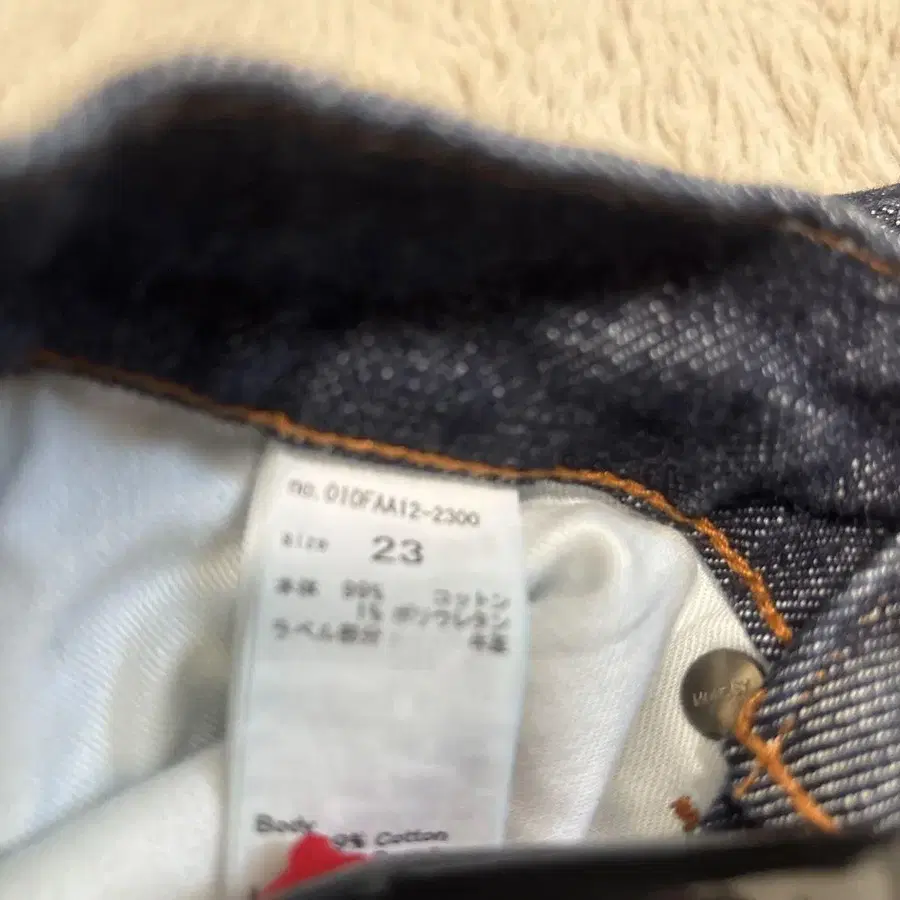 no.010FAA12-2300
size 23
本体 99% コットン
1% ポリウレタン
ラベル部分 牛革
Body
% Cotton